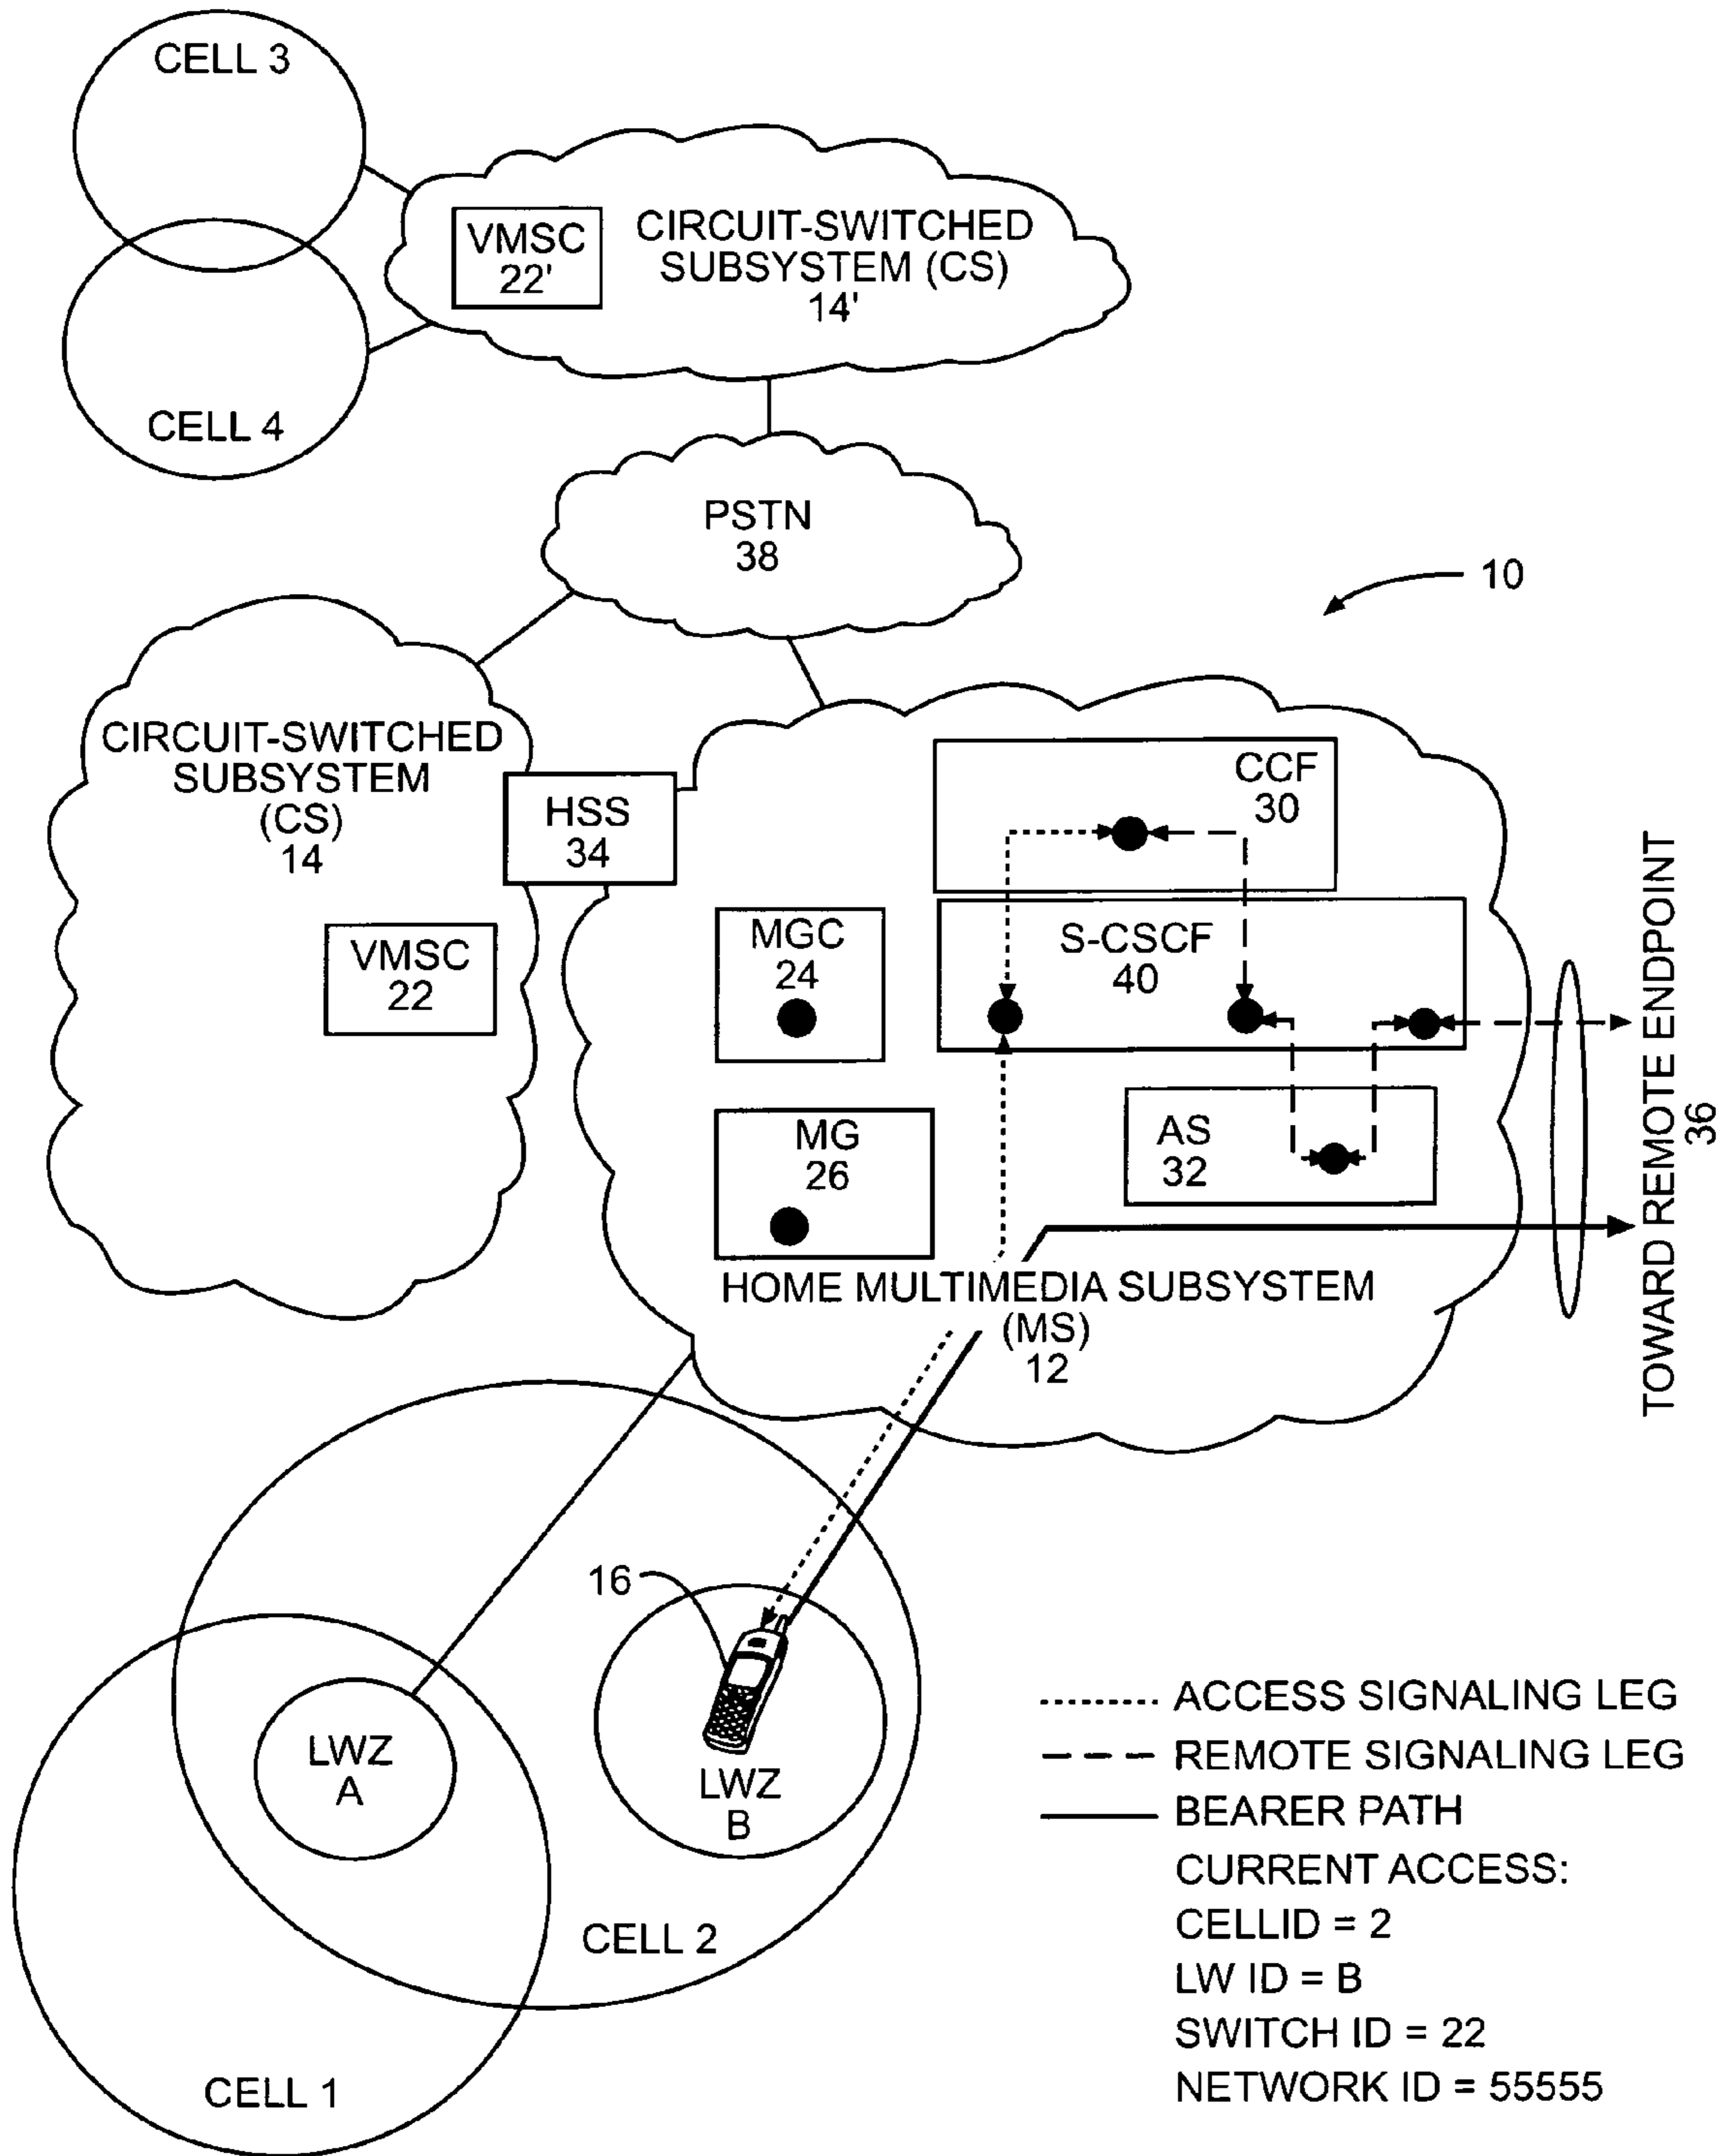 CELL 3
CELL 4
VMSC
22'
CIRCUIT-SWITCHED
SUBSYSTEM (CS)
14'
PSTN
38
10
CIRCUIT-SWITCHED
SUBSYSTEM
(CS)
14
HSS
34
VMSC
22
CCF
30
MGC
24
S-CSCF
40
MG
26
AS
32
HOME MULTIMEDIA SUBSYSTEM
(MS)
12
TOWARD REMOTE ENDPOINT
36
16
LWZ
A
LWZ
B
CELL 2
CELL 1
ACCESS SIGNALING LEG
REMOTE SIGNALING LEG
BEARER PATH
CURRENT ACCESS:
CELLID = 2
LW ID = B
SWITCH ID = 22
NETWORK ID = 55555